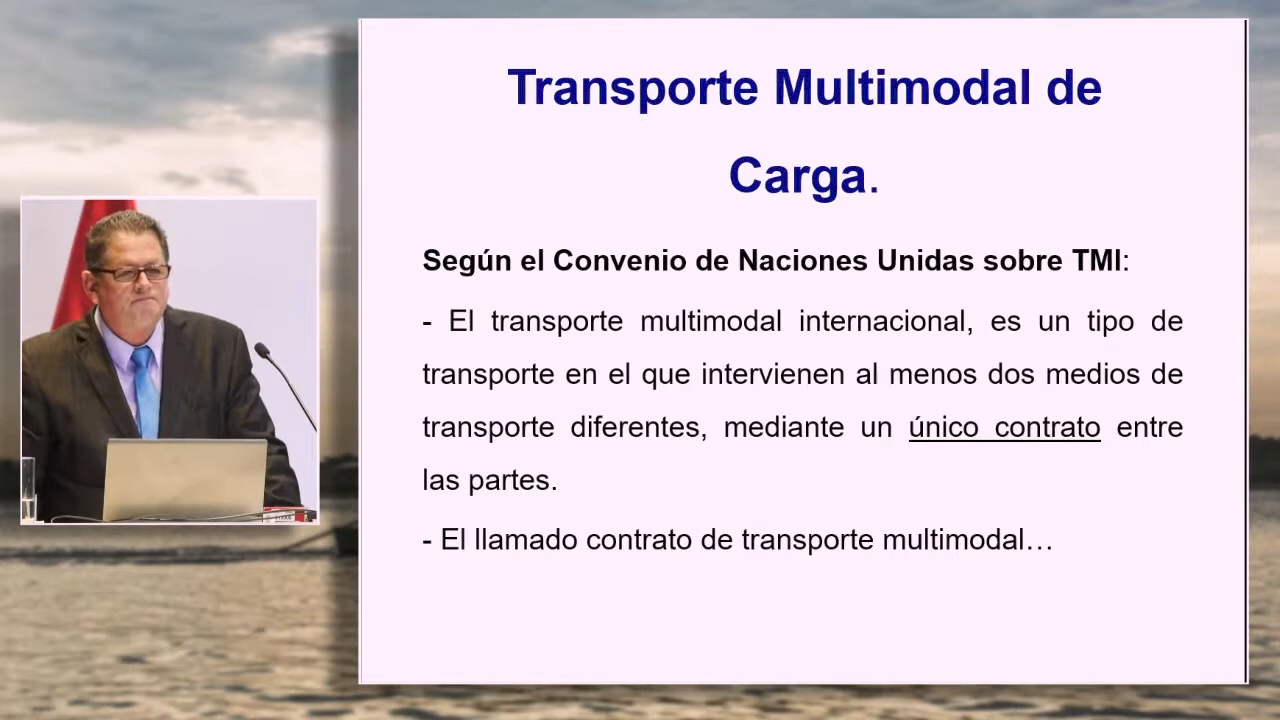 Transporte Multimodal de
Carga.
Según el Convenio de Naciones Unidas sobre TMI:
- El transporte multimodal internacional, es un tipo de
transporte en el que intervienen al menos dos medios de
transporte diferentes, mediante un único contrato entre
las partes.
- El llamado contrato de transporte multimodal…